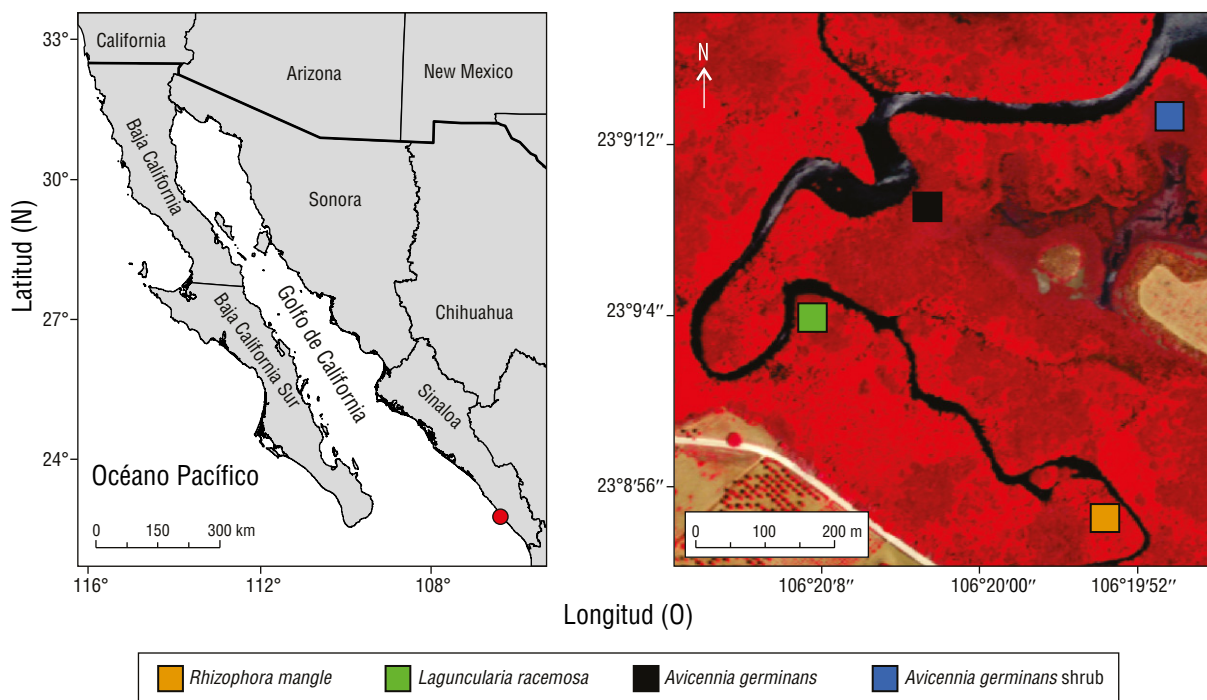 33°
30°
27°
24°
Latitud (N)
California
Arizona
New Mexico
Baja California
Sonora
Chihuahua
Golfo de California
Baja California Sur
Sinaloa
Océano Pacífico
0 150 300 km
116° 112° 108°
N
23°9′12′′
23°9′4′′
23°8′56′′
0 100 200 m
106°20′8′′ 106°20′00′′ 106°19′52′′
Longitud (O)
Rhizophora mangle Laguncularia racemosa Avicennia germinans Avicennia germinans shrub